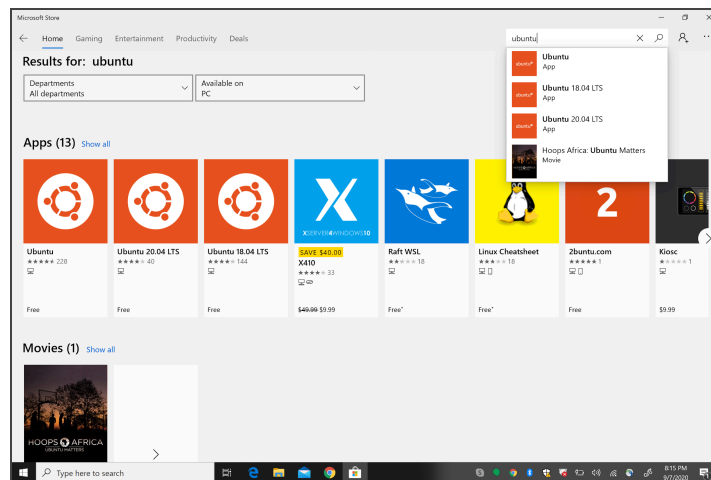 Microsoft Store
Home Gaming Entertainment Productivity Deals
ubuntu
Results for: ubuntu
Departments
All departments
Available on
PC
Ubuntu
App
Ubuntu 18.04 LTS
App
Ubuntu 20.04 LTS
App
Hoops Africa: Ubuntu Matters
Movie
Apps (13) Show all
XSERVER4WINDOWS10
2
Ubuntu
228
Free
Ubuntu 20.04 LTS
40
Free
Ubuntu 18.04 LTS
144
Free
SAVE $40.00
X410
33
$49.99 $9.99
Raft WSL
18
Free+
Linux Cheatsheet
18
Free+
2buntu.com
1
Free
Kiosc
1
$9.99
Movies (1) Show all
HOOPS AFRICA
UBUNTU MATTERS
Type here to search
8:15 PM
9/7/2020